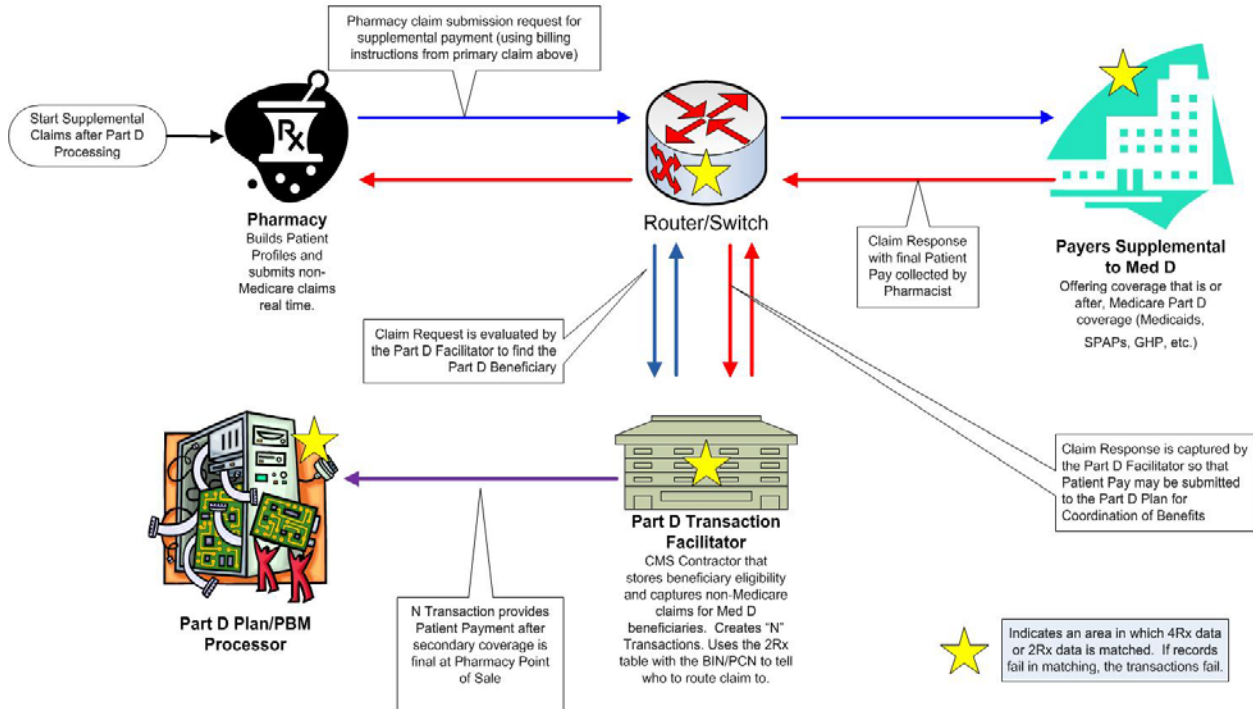 Pharmacy claim submission request for
supplemental payment (using billing
instructions from primary claim above)
Start Supplemental
Claims after Part D
Processing
Rx
Pharmacy
Builds Patient
Profiles and
submits non-
Medicare claims
real time.
Router/Switch
Claim Response
with final Patient
Pay collected by
Pharmacist
Payers Supplemental
to Med D
Offering coverage that is or
after, Medicare Part D
coverage (Medicaids,
SPAPs, GHP, etc.)
Claim Request is evaluated by
the Part D Facilitator to find the
Part D Beneficiary
Claim Response is captured by
the Part D Facilitator so that
Patient Pay may be submitted
to the Part D Plan for
Coordination of Benefits
Part D Plan/PBM
Processor
N Transaction provides
Patient Payment after
secondary coverage is
final at Pharmacy Point
of Sale
Part D Transaction
Facilitator
CMS Contractor that
stores beneficiary eligibility
and captures non-Medicare
claims for Med D
beneficiaries. Creates “N”
Transactions. Uses the 2Rx
table with the BIN/PCN to tell
who to route claim to.
Indicates an area in which 4Rx data
or 2Rx data is matched. If records
fail in matching, the transactions fail.